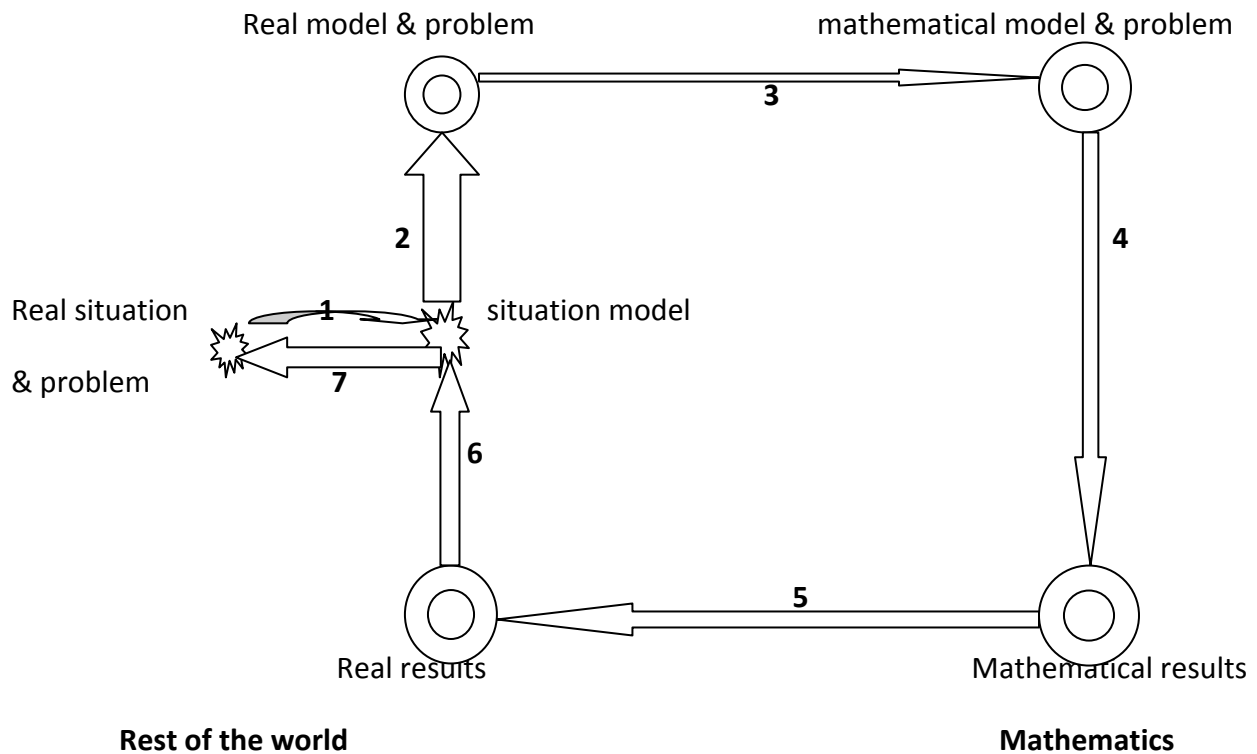 Real model & problem
mathematical model & problem
3
2
4
Real situation
1
situation model
& problem
7
6
5
Real results
Mathematical results
Rest of the world
Mathematics